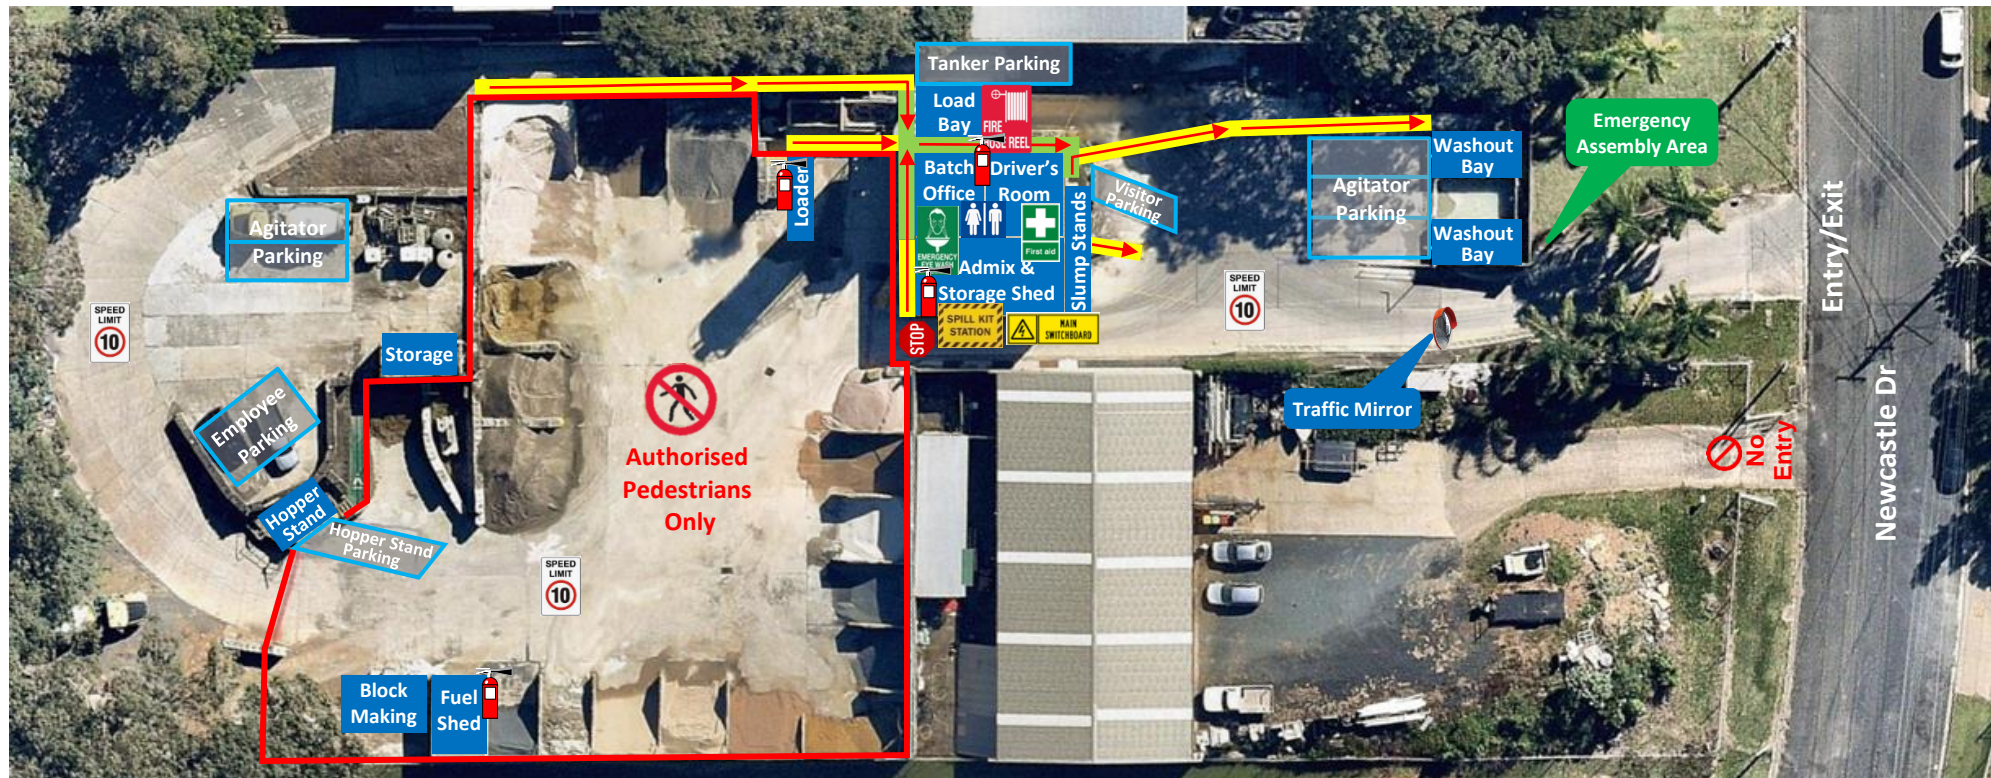 Tanker Parking
Load
Bay
FIRE
HOSE REEL
Emergency
Assembly Area
Washout
Bay
Batch
Office
Driver's
Room
Loader
Visitor
Parking
Agitator
Parking
Agitator
Parking
Washout
Bay
EMERGENCY
EYE WASH
First aid
Slump Stands
Admix &
Storage Shed
SPEED
LIMIT
10
SPEED
LIMIT
10
SPILL KIT
STATION
MAIN
SWITCHBOARD
STOP
Storage
Entry/Exit
Employee
Parking
Traffic Mirror
Authorised
Pedestrians
Only
No
Entry
Newcastle Dr
Hopper
Stand
Hopper Stand
Parking
SPEED
LIMIT
10
Block
Making
Fuel
Shed